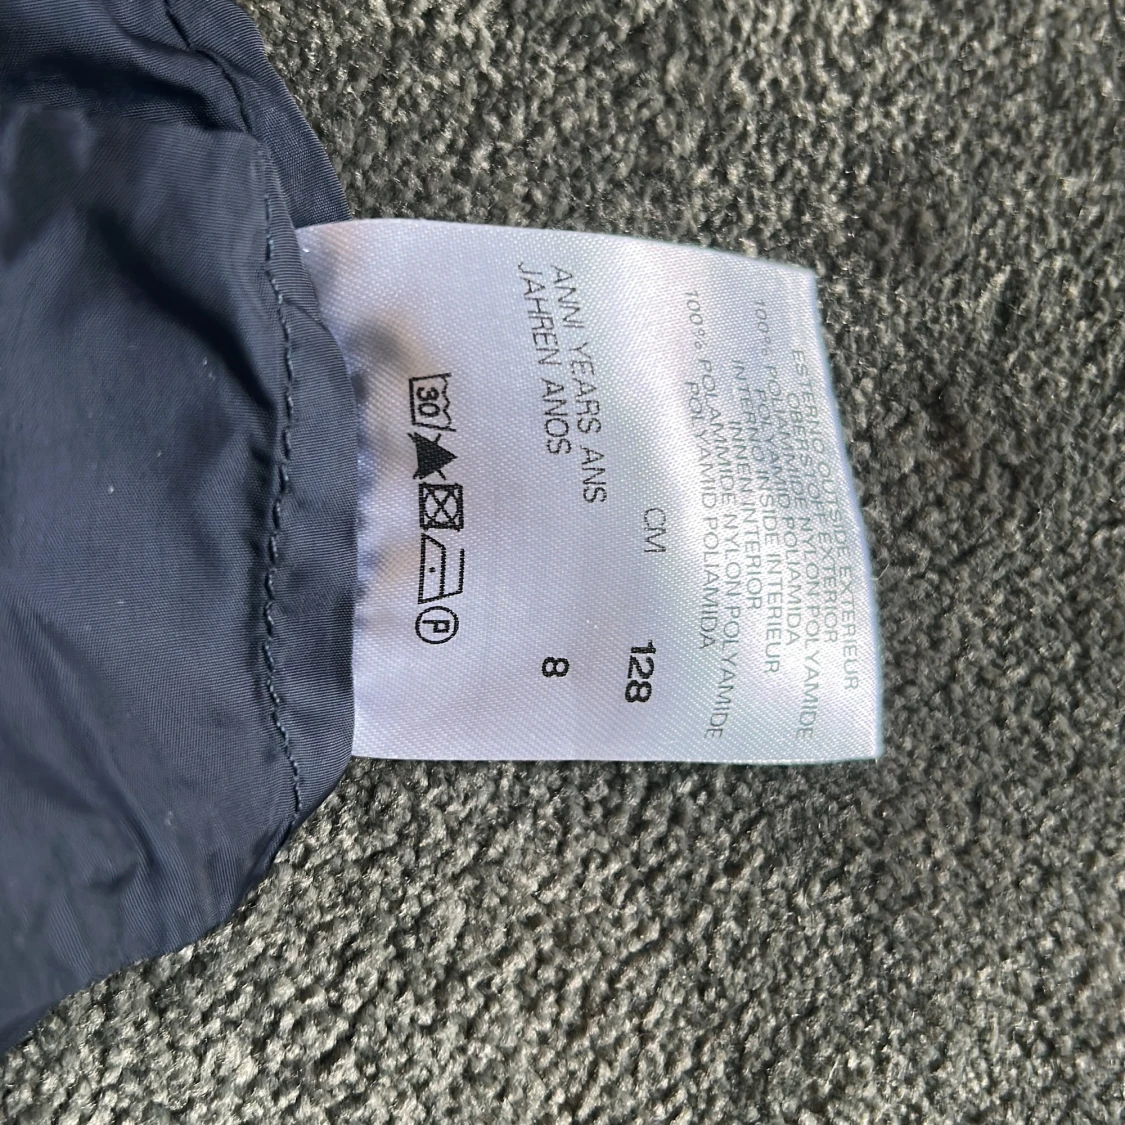 ESTERNO OUTSIDE EXTERIEUR
OBERSTOFF EXTERIOR
100% POLIAMMIDE NYLON POLYAMIDE
POLYAMID POLIAMIDA
INTERNO INSIDE INTERIEUR
INNEN INTERIOR
100% POLIAMMIDE NYLON POLYAMIDE
POLYAMID POLIAMIDA
CM 128
ANNI YEARS ANS
JAHREN ANOS 8
30 P